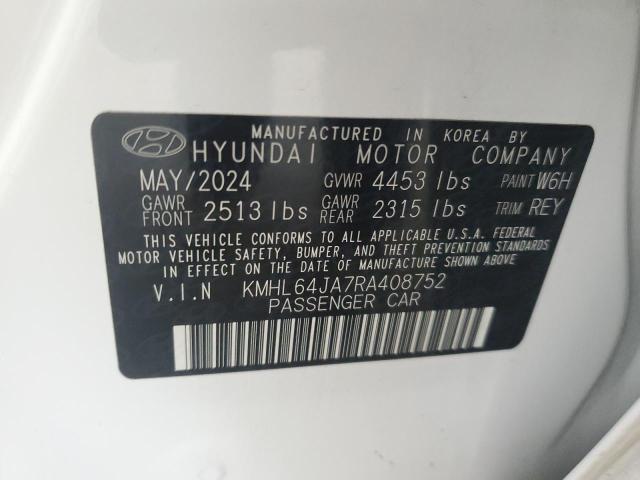 MANUFACTURED IN KOREA BY
HYUNDAI MOTOR COMPANY
MAY/2024 GVWR 4453 lbs PAINT W6H
GAWR FRONT 2513 lbs GAWR REAR 2315 lbs TRIM REY
THIS VEHICLE CONFORMS TO ALL APPLICABLE U.S.A. FEDERAL
MOTOR VEHICLE SAFETY, BUMPER, AND THEFT PREVENTION STANDARDS
IN EFFECT ON THE DATE OF MANUFACTURE SHOWN ABOVE
V.I.N KMHL64JA7RA408752
PASSENGER CAR